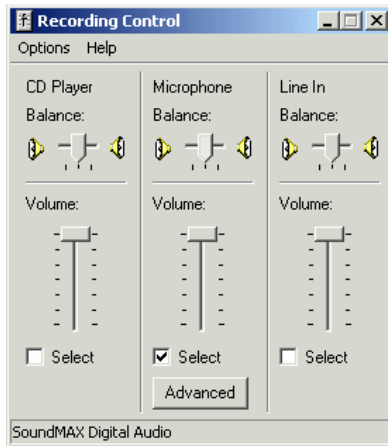 Recording Control
Options Help
CD Player Microphone Line In
Balance: Balance: Balance:
Volume: Volume: Volume:
Select Select Select
Advanced
SoundMAX Digital Audio